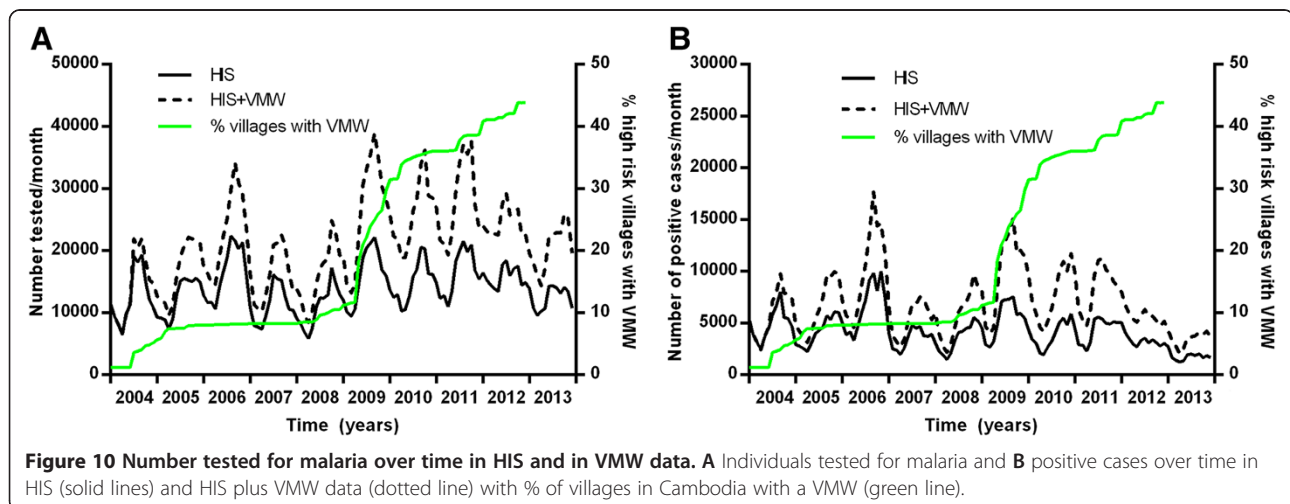 A
50000
40000
30000
20000
10000
0
Number tested/month
HIS
HIS+VMW
% villages with VMW
50
40
30
20
10
0
% high risk villages with VMW
2004 2005 2006 2007 2008 2009 2010 2011 2012 2013
Time (years)
B
30000
25000
20000
15000
10000
5000
0
Number of positive cases/month
HIS
HIS+VMW
% villages with VMW
50
40
30
20
10
0
% high risk villages with VMW
2004 2005 2006 2007 2008 2009 2010 2011 2012 2013
Time (years)
Figure 10 Number tested for malaria over time in HIS and in VMW data. A Individuals tested for malaria and B positive cases over time in
HIS (solid lines) and HIS plus VMW data (dotted line) with % of villages in Cambodia with a VMW (green line).